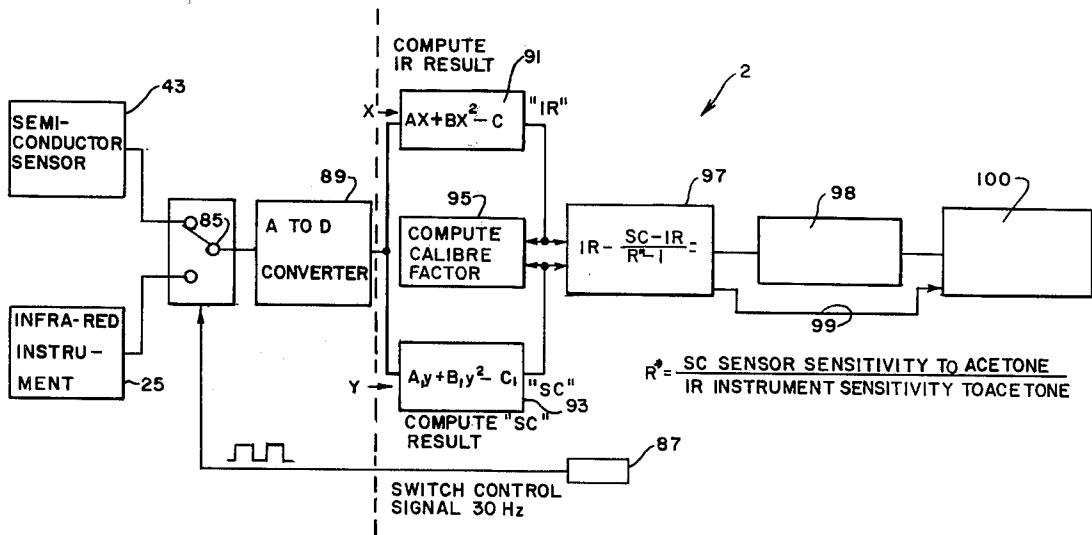 43
SEMI-
CONDUCTOR
SENSOR
85
89
A TO D
CONVERTER
INFRA-RED
INSTRU-
MENT
25
COMPUTE
IR RESULT
91
X
AX+BX²-C
"IR"
2
95
COMPUTE
CALIBRE
FACTOR
97
IR- SC-IR
R*-1 =
98
100
99
Y
A₁y+B₁y²-C₁
"SC"
93
COMPUTE "SC"
RESULT
R*= SC SENSOR SENSITIVITY TO ACETONE
IR INSTRUMENT SENSITIVITY TO ACETONE
87
SWITCH CONTROL
SIGNAL 30 Hz